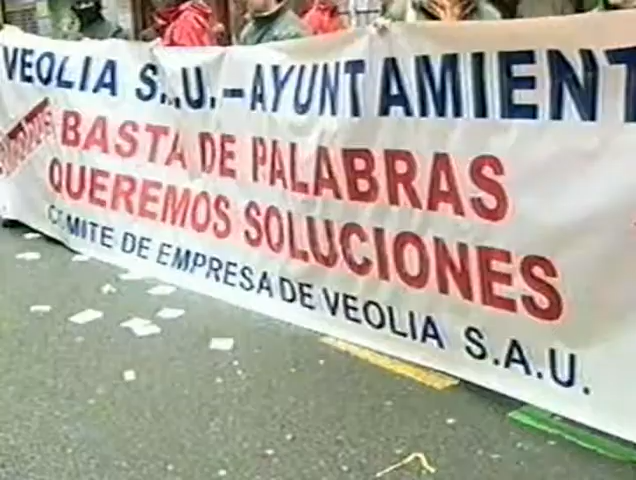 VEOLIA S.A.U.-AYUNTAMIENT
BASTA DE PALABRAS
QUEREMOS SOLUCIONES
COMITE DE EMPRESA DE VEOLIA S.A.U.